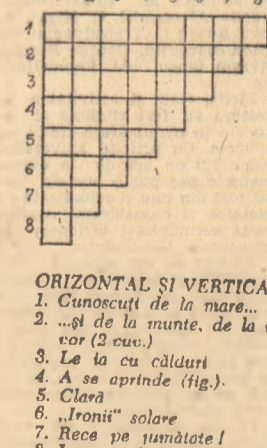 1
2
3
4
5
6
7
8
ORIZONTAL ȘI VERTICA
1. Cunoscuți de la mare...
2. ...și de la munte, de la
vor (2 cuv.)
3. Le ia cu călduri
4. A se aprinde (fig.).
5. Clară
6. „Ironii“ solare
7. Rece pe jumătate!